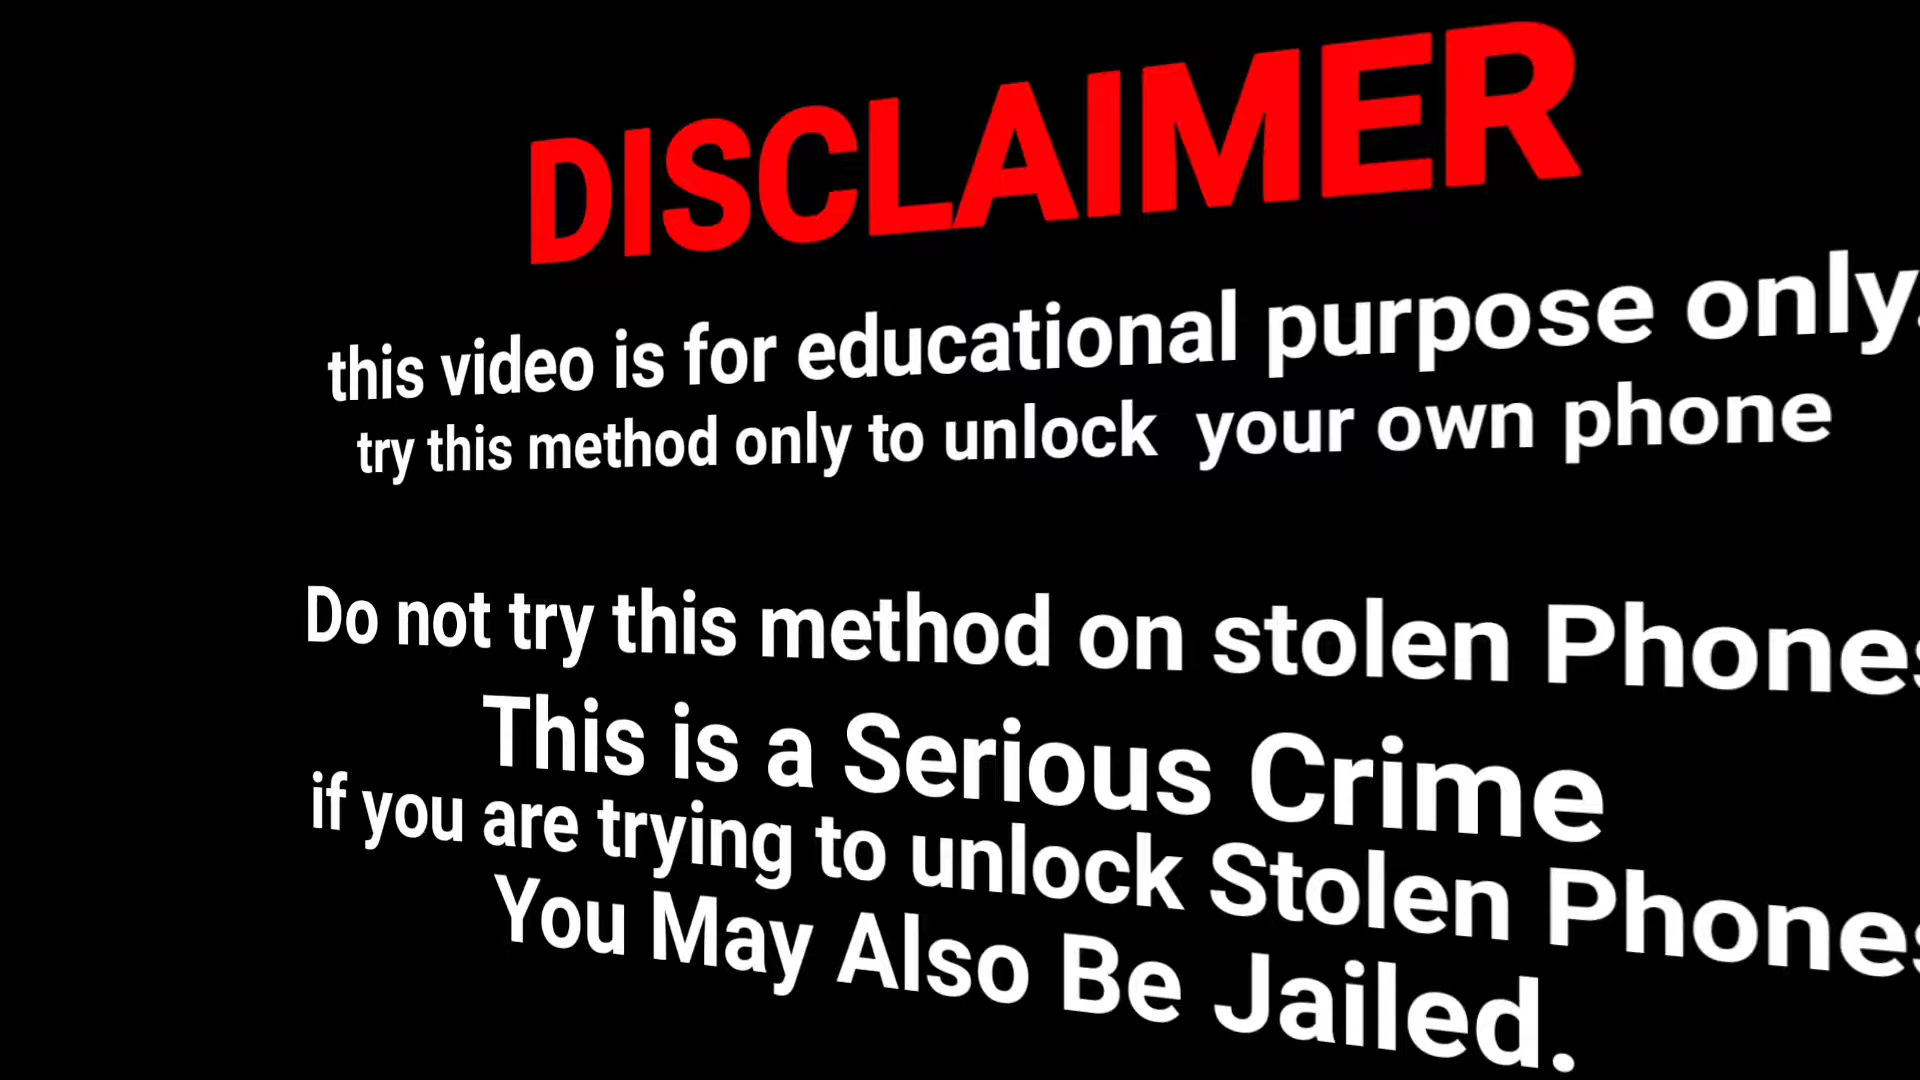 DISCLAIMER
this video is for educational purpose only.
try this method only to unlock your own phone
Do not try this method on stolen Phones
This is a Serious Crime
if you are trying to unlock Stolen Phones
You May Also Be Jailed.